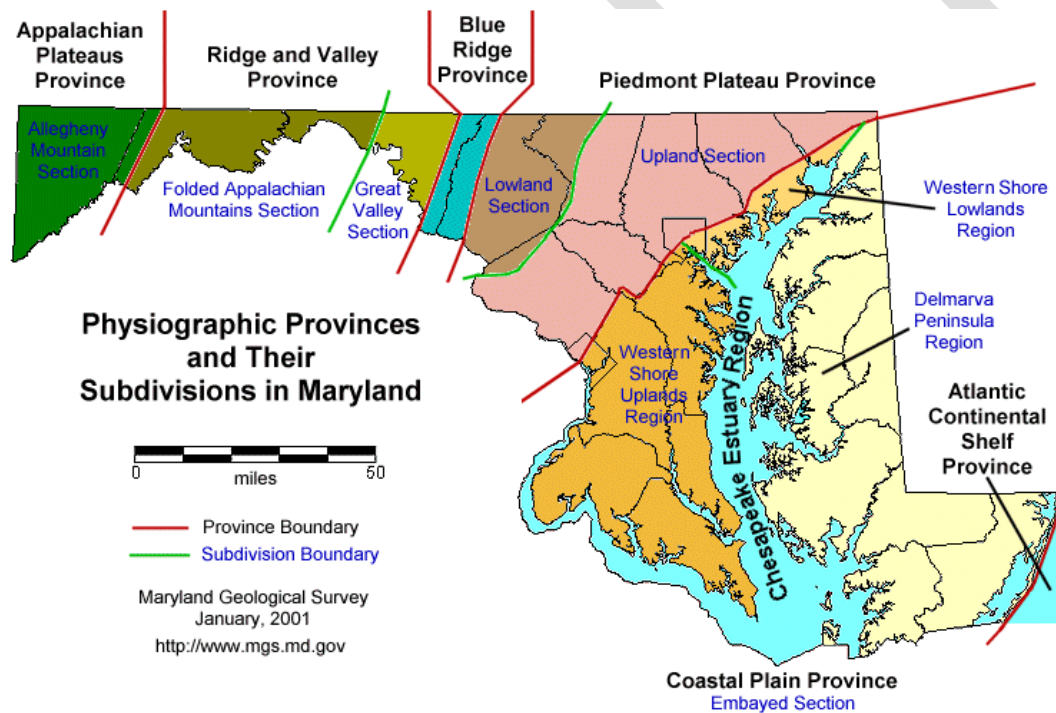 Appalachian
Plateaus
Province
Ridge and Valley
Province
Blue
Ridge
Province
Piedmont Plateau Province
Allegheny
Mountain
Section
Folded Appalachian
Mountains Section
Great
Valley
Section
Lowland
Section
Upland Section
Western Shore
Lowlands
Region
Delmarva
Peninsula
Region
Western
Shore
Uplands
Region
Chesapeake Estuary Region
Atlantic
Continental
Shelf
Province
Physiographic Provinces
and Their
Subdivisions in Maryland
0 50
miles
Province Boundary
Subdivision Boundary
Maryland Geological Survey
January, 2001
http://www.mgs.md.gov
Coastal Plain Province
Embayed Section